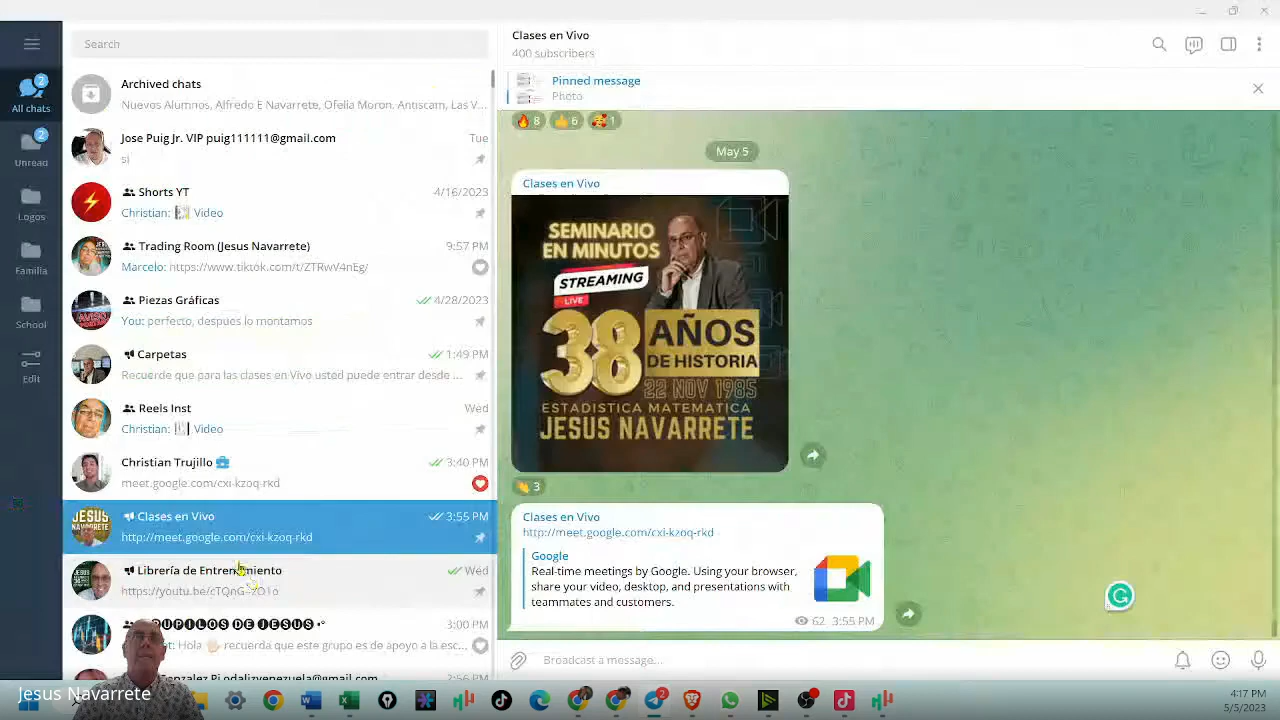 Search
All chats
Unread
Logos
Familia
School
Edit
2
2
Archived chats
Nuevos Alumnos, Alfredo E Navarrete, Ofelia Moron. Antiscam, Los V...
Jose Puig Jr. VIP puig111111@gmail.com
Tue
si
Shorts YT
4/16/2023
Christian: Video
Trading Room (Jesus Navarrete)
9:57 PM
Marcelo: https://www.tiktok.com/t/ZTRwV4nEg/
Piezas Gráficas
4/28/2023
You: perfecto, después lo montamos
Carpetas
1:49 PM
Recuerde que para las clases en Vivo usted puede entrar desde ...
Reels Inst
Wed
Christian: Video
Christian Trujillo
3:40 PM
meet.google.com/cxi-kzoq-rkd
Clases en Vivo
3:55 PM
http://meet.google.com/cxi-kzoq-rkd
Librería de Entrenamiento
Wed
https://youtu.be/
DE JESUS
3:00 PM
Hola recuerda que este grupo es de apoyo a la esc...
Jesus Navarrete
Clases en Vivo
400 subscribers
Pinned message
Photo
8 6 1
May 5
Clases en Vivo
SEMINARIO
EN MINUTOS
STREAMING
LIVE
38 AÑOS
DE HISTORIA
22 NOV 1985
ESTADISTICA MATEMATICA
JESUS NAVARRETE
3
Clases en Vivo
http://meet.google.com/cxi-kzoq-rkd
Google
Real-time meetings by Google. Using your browser,
share your video, desktop, and presentations with
teammates and customers.
62 3:55 PM
Broadcast a message...
2
5/5/2023